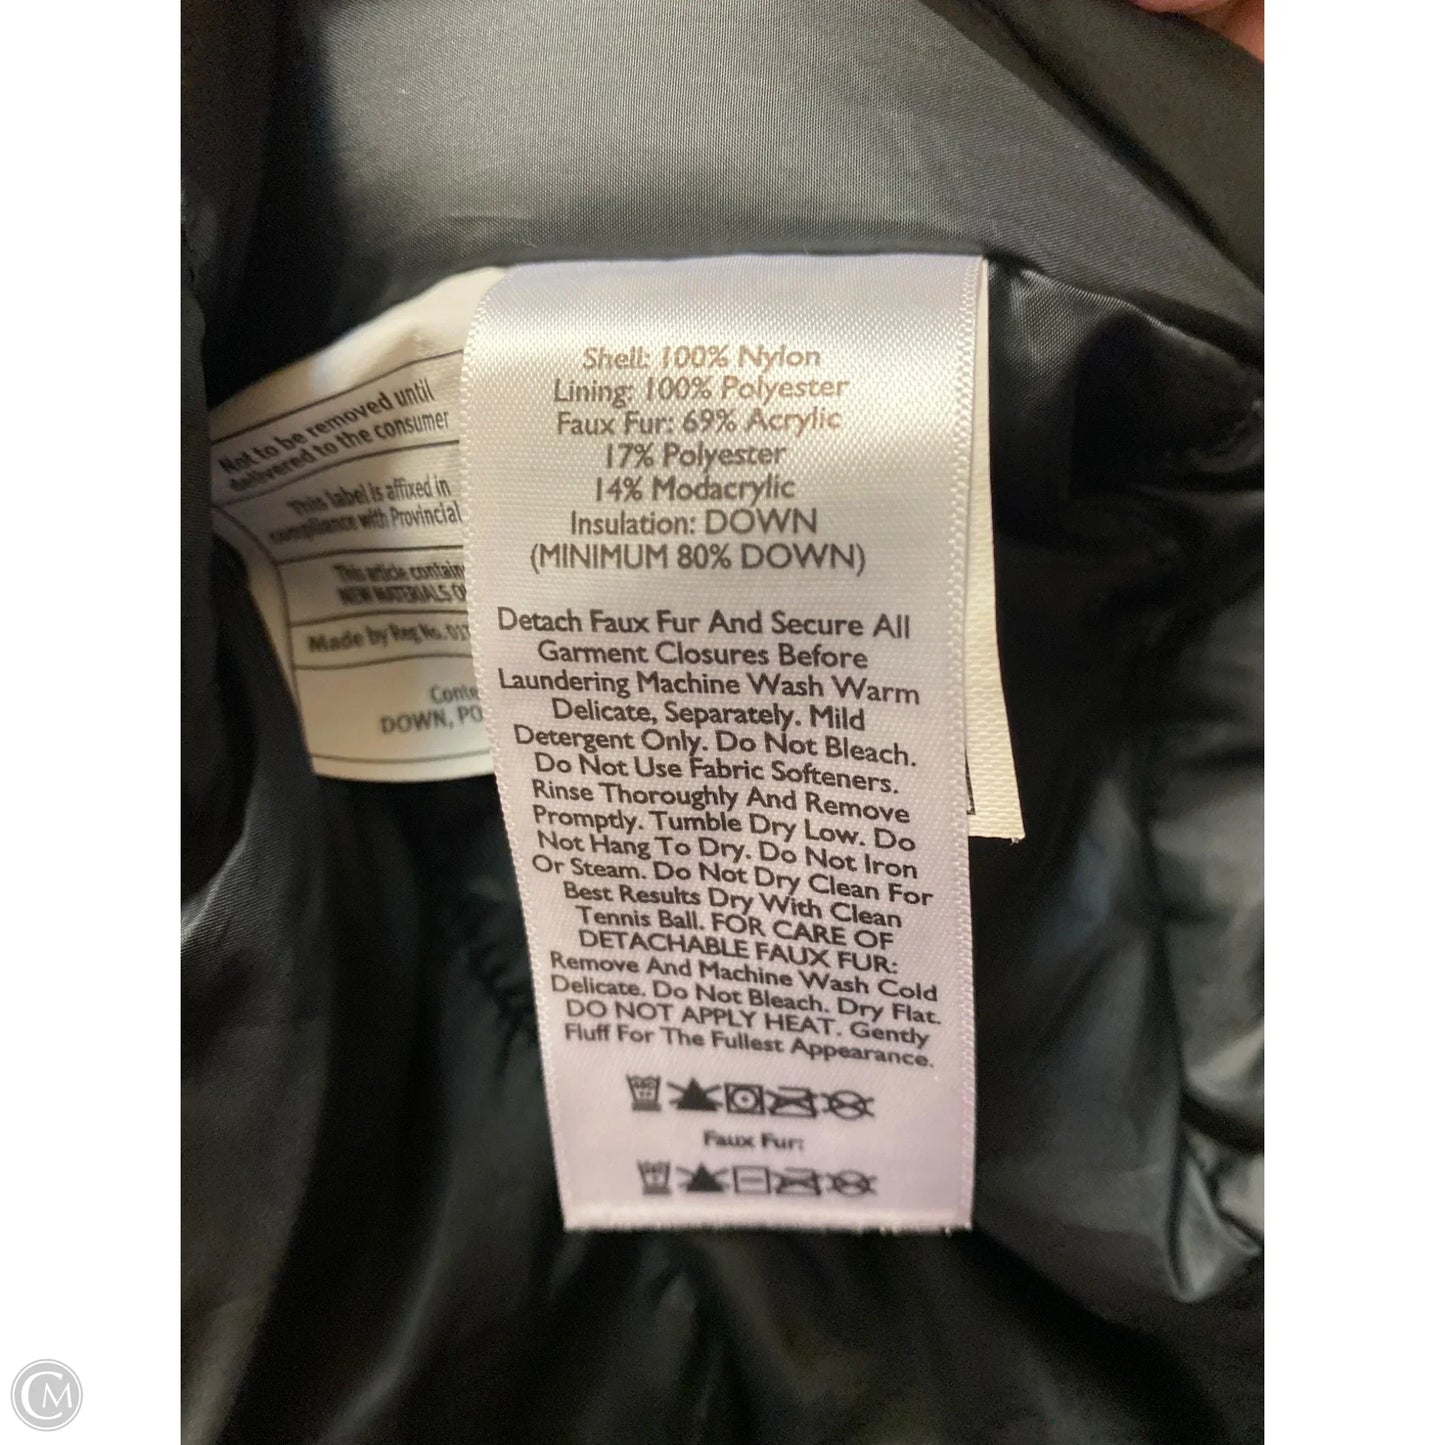 Shell: 100% Nylon
Lining: 100% Polyester
Faux Fur: 69% Acrylic
17% Polyester
14% Modacrylic
Insulation: DOWN
(MINIMUM 80% DOWN)
Detach Faux Fur And Secure All
Garment Closures Before
Laundering Machine Wash Warm
Delicate, Separately. Mild
Detergent Only. Do Not Bleach.
Do Not Use Fabric Softeners.
Rinse Thoroughly And Remove
Promptly. Tumble Dry Low. Do
Not Hang To Dry. Do Not Iron
Or Steam. Do Not Dry Clean For
Best Results Dry With Clean
Tennis Ball. FOR CARE OF
DETACHABLE FAUX FUR:
Remove And Machine Wash Cold
Delicate. Do Not Bleach. Dry Flat.
DO NOT APPLY HEAT. Gently
Fluff For The Fullest Appearance.
Faux Fur:
Not to be removed until
delivered to the consumer
This label is affixed in
compliance with Provincial
This article contain
NEW MATERIALS O
Made by Reg No.
Conte
DOWN, PO
CM